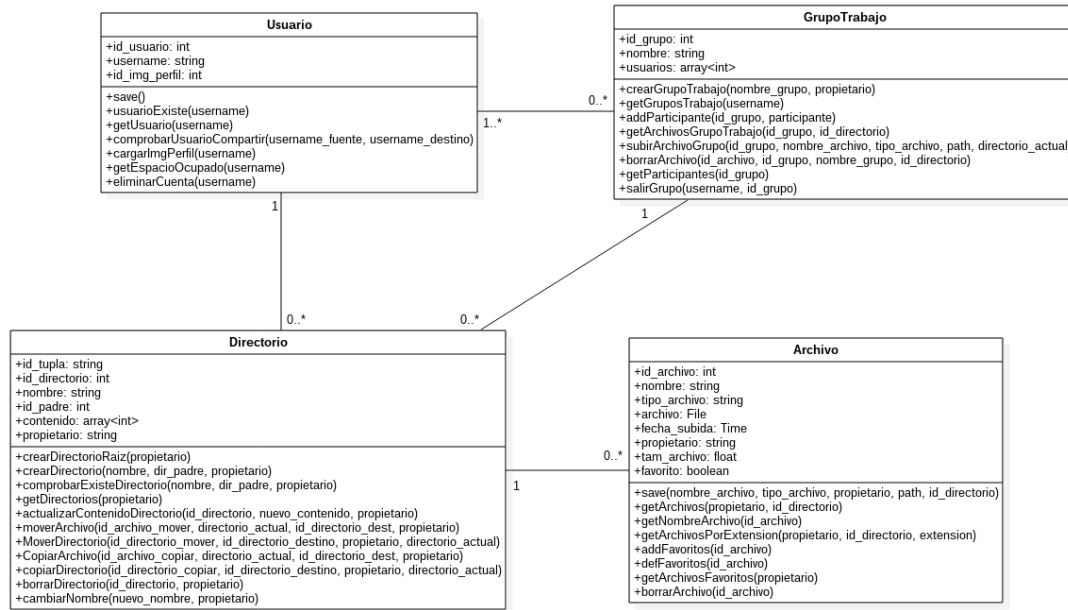 Usuario
+id_usuario: int
+username: string
+id_img_perfil: int
+save()
+usuarioExiste(username)
+getUsuario(username)
+comprobarUsuarioCompartir(username_fuente, username_destino)
+cargarImgPerfil(username)
+getEspacioOcupado(username)
+eliminarCuenta(username)
GrupoTrabajo
+id_grupo: int
+nombre: string
+usuarios: array<int>
+crearGrupoTrabajo(nombre_grupo, propietario)
+getGruposTrabajo(username)
+addParticipante(id_grupo, participante)
+getArchivosGrupoTrabajo(id_grupo, id_directorio)
+subirArchivoGrupo(id_grupo, nombre_archivo, tipo_archivo, path, directorio_actual)
+borrarArchivo(id_archivo, id_grupo, nombre_grupo, id_directorio)
+getParticipantes(id_grupo)
+salirGrupo(username, id_grupo)
1..*
0..*
1
0..*
1
0..*
Directorio
+id_tupla: string
+id_directorio: int
+nombre: string
+id_padre: int
+contenido: array<int>
+propietario: string
+crearDirectorioRaiz(propietario)
+crearDirectorio(nombre, dir_padre, propietario)
+comprobarExisteDirectorio(nombre, dir_padre, propietario)
+getDirectorios(propietario)
+actualizarContenidoDirectorio(id_directorio, nuevo_contenido, propietario)
+moverArchivo(id_archivo_mover, directorio_actual, id_directorio_dest, propietario)
+MoverDirectorio(id_directorio_mover, id_directorio_destino, propietario, directorio_actual)
+CopiarArchivo(id_archivo_copiar, directorio_actual, id_directorio_dest, propietario)
+copiarDirectorio(id_directorio_copiar, id_directorio_destino, propietario, directorio_actual)
+borrarDirectorio(id_directorio, propietario)
+cambiarNombre(nuevo_nombre, propietario)
1
0..*
Archivo
+id_archivo: int
+nombre: string
+tipo_archivo: string
+archivo: File
+fecha_subida: Time
+propietario: string
+tam_archivo: float
+favorito: boolean
+save(nombre_archivo, tipo_archivo, propietario, path, id_directorio)
+getArchivos(propietario, id_directorio)
+getNombreArchivo(id_archivo)
+getArchivosPorExtension(propietario, id_directorio, extension)
+addFavoritos(id_archivo)
+defFavoritos(id_archivo)
+getArchivosFavoritos(propietario)
+borrarArchivo(id_archivo)